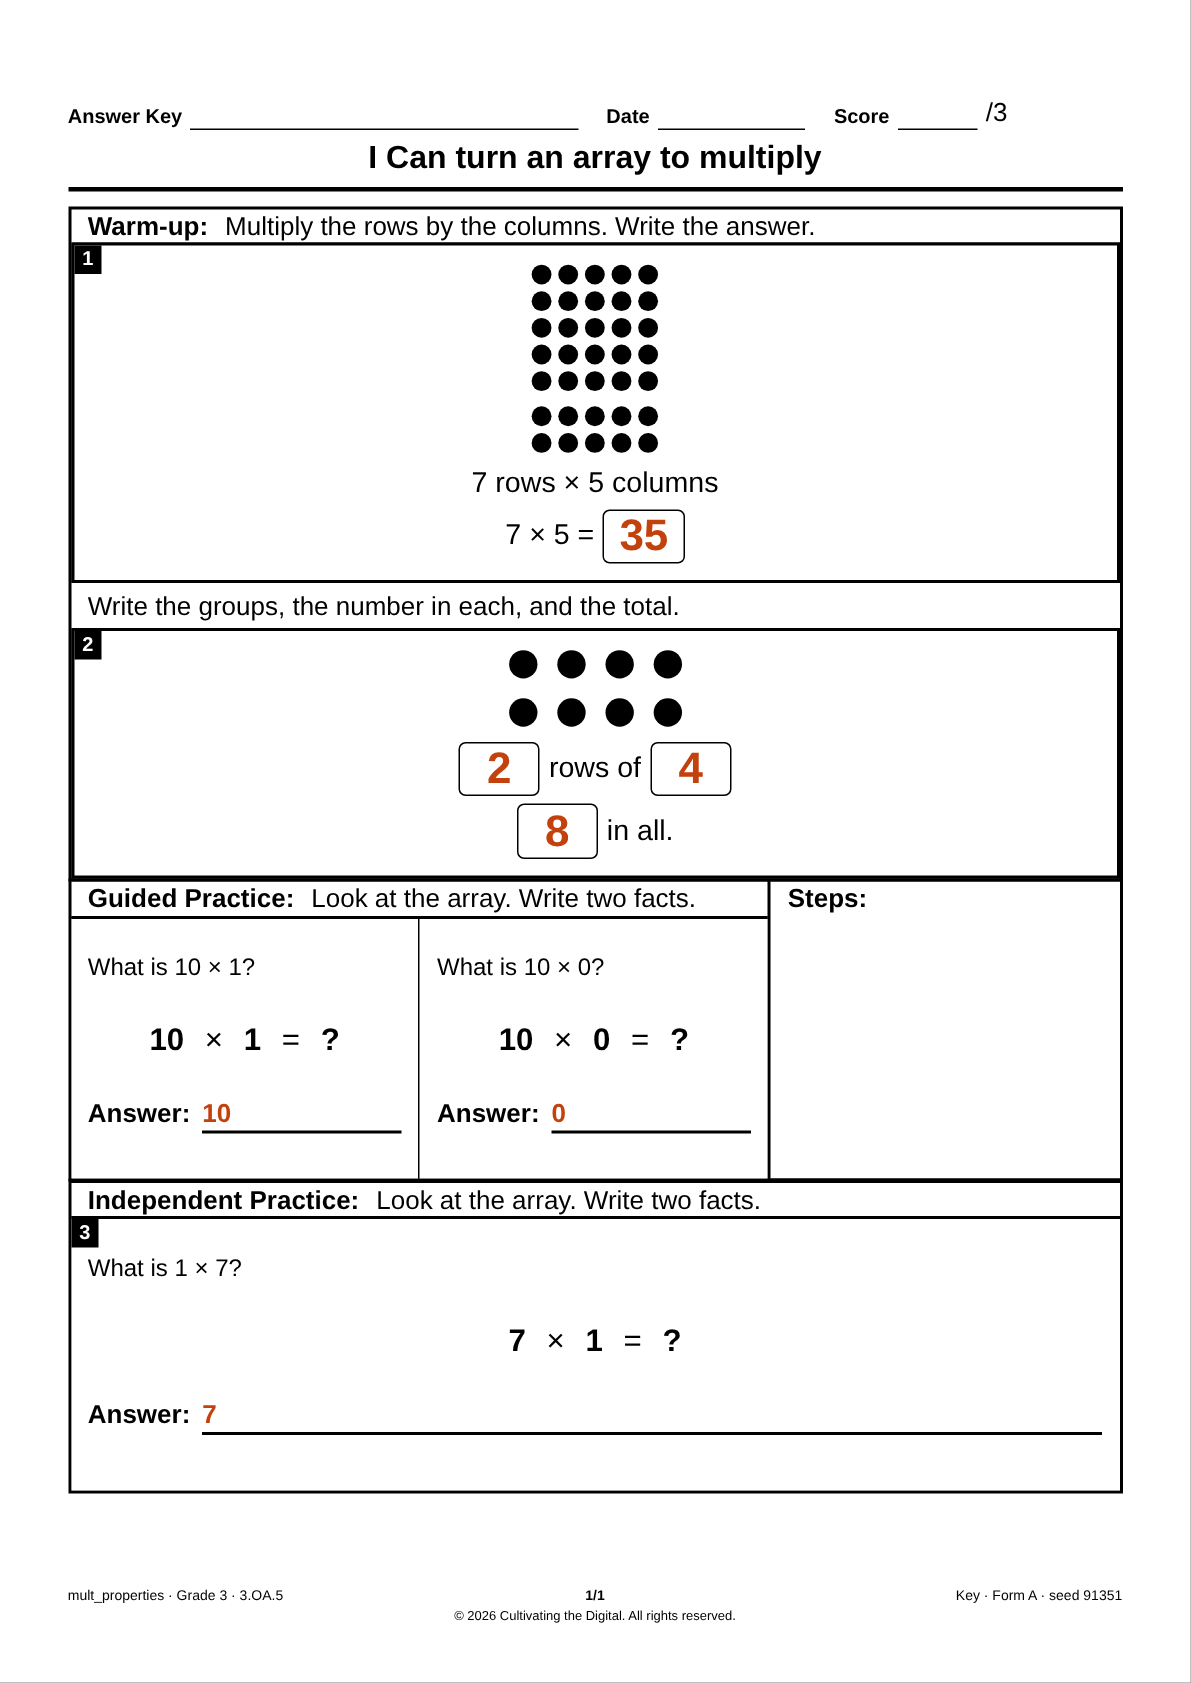 Answer Key Date Score /3
I Can turn an array to multiply
Warm-up: Multiply the rows by the columns. Write the answer.
1
7 rows × 5 columns
7 × 5 = 35
Write the groups, the number in each, and the total.
2
2 rows of 4
8 in all.
Guided Practice: Look at the array. Write two facts.
Steps:
What is 10 × 1?
10 × 1 = ?
Answer: 10
What is 10 × 0?
10 × 0 = ?
Answer: 0
Independent Practice: Look at the array. Write two facts.
3
What is 1 × 7?
7 × 1 = ?
Answer: 7
mult_properties · Grade 3 · 3.OA.5 1/1 Key · Form A · seed 91351
© 2026 Cultivating the Digital. All rights reserved.